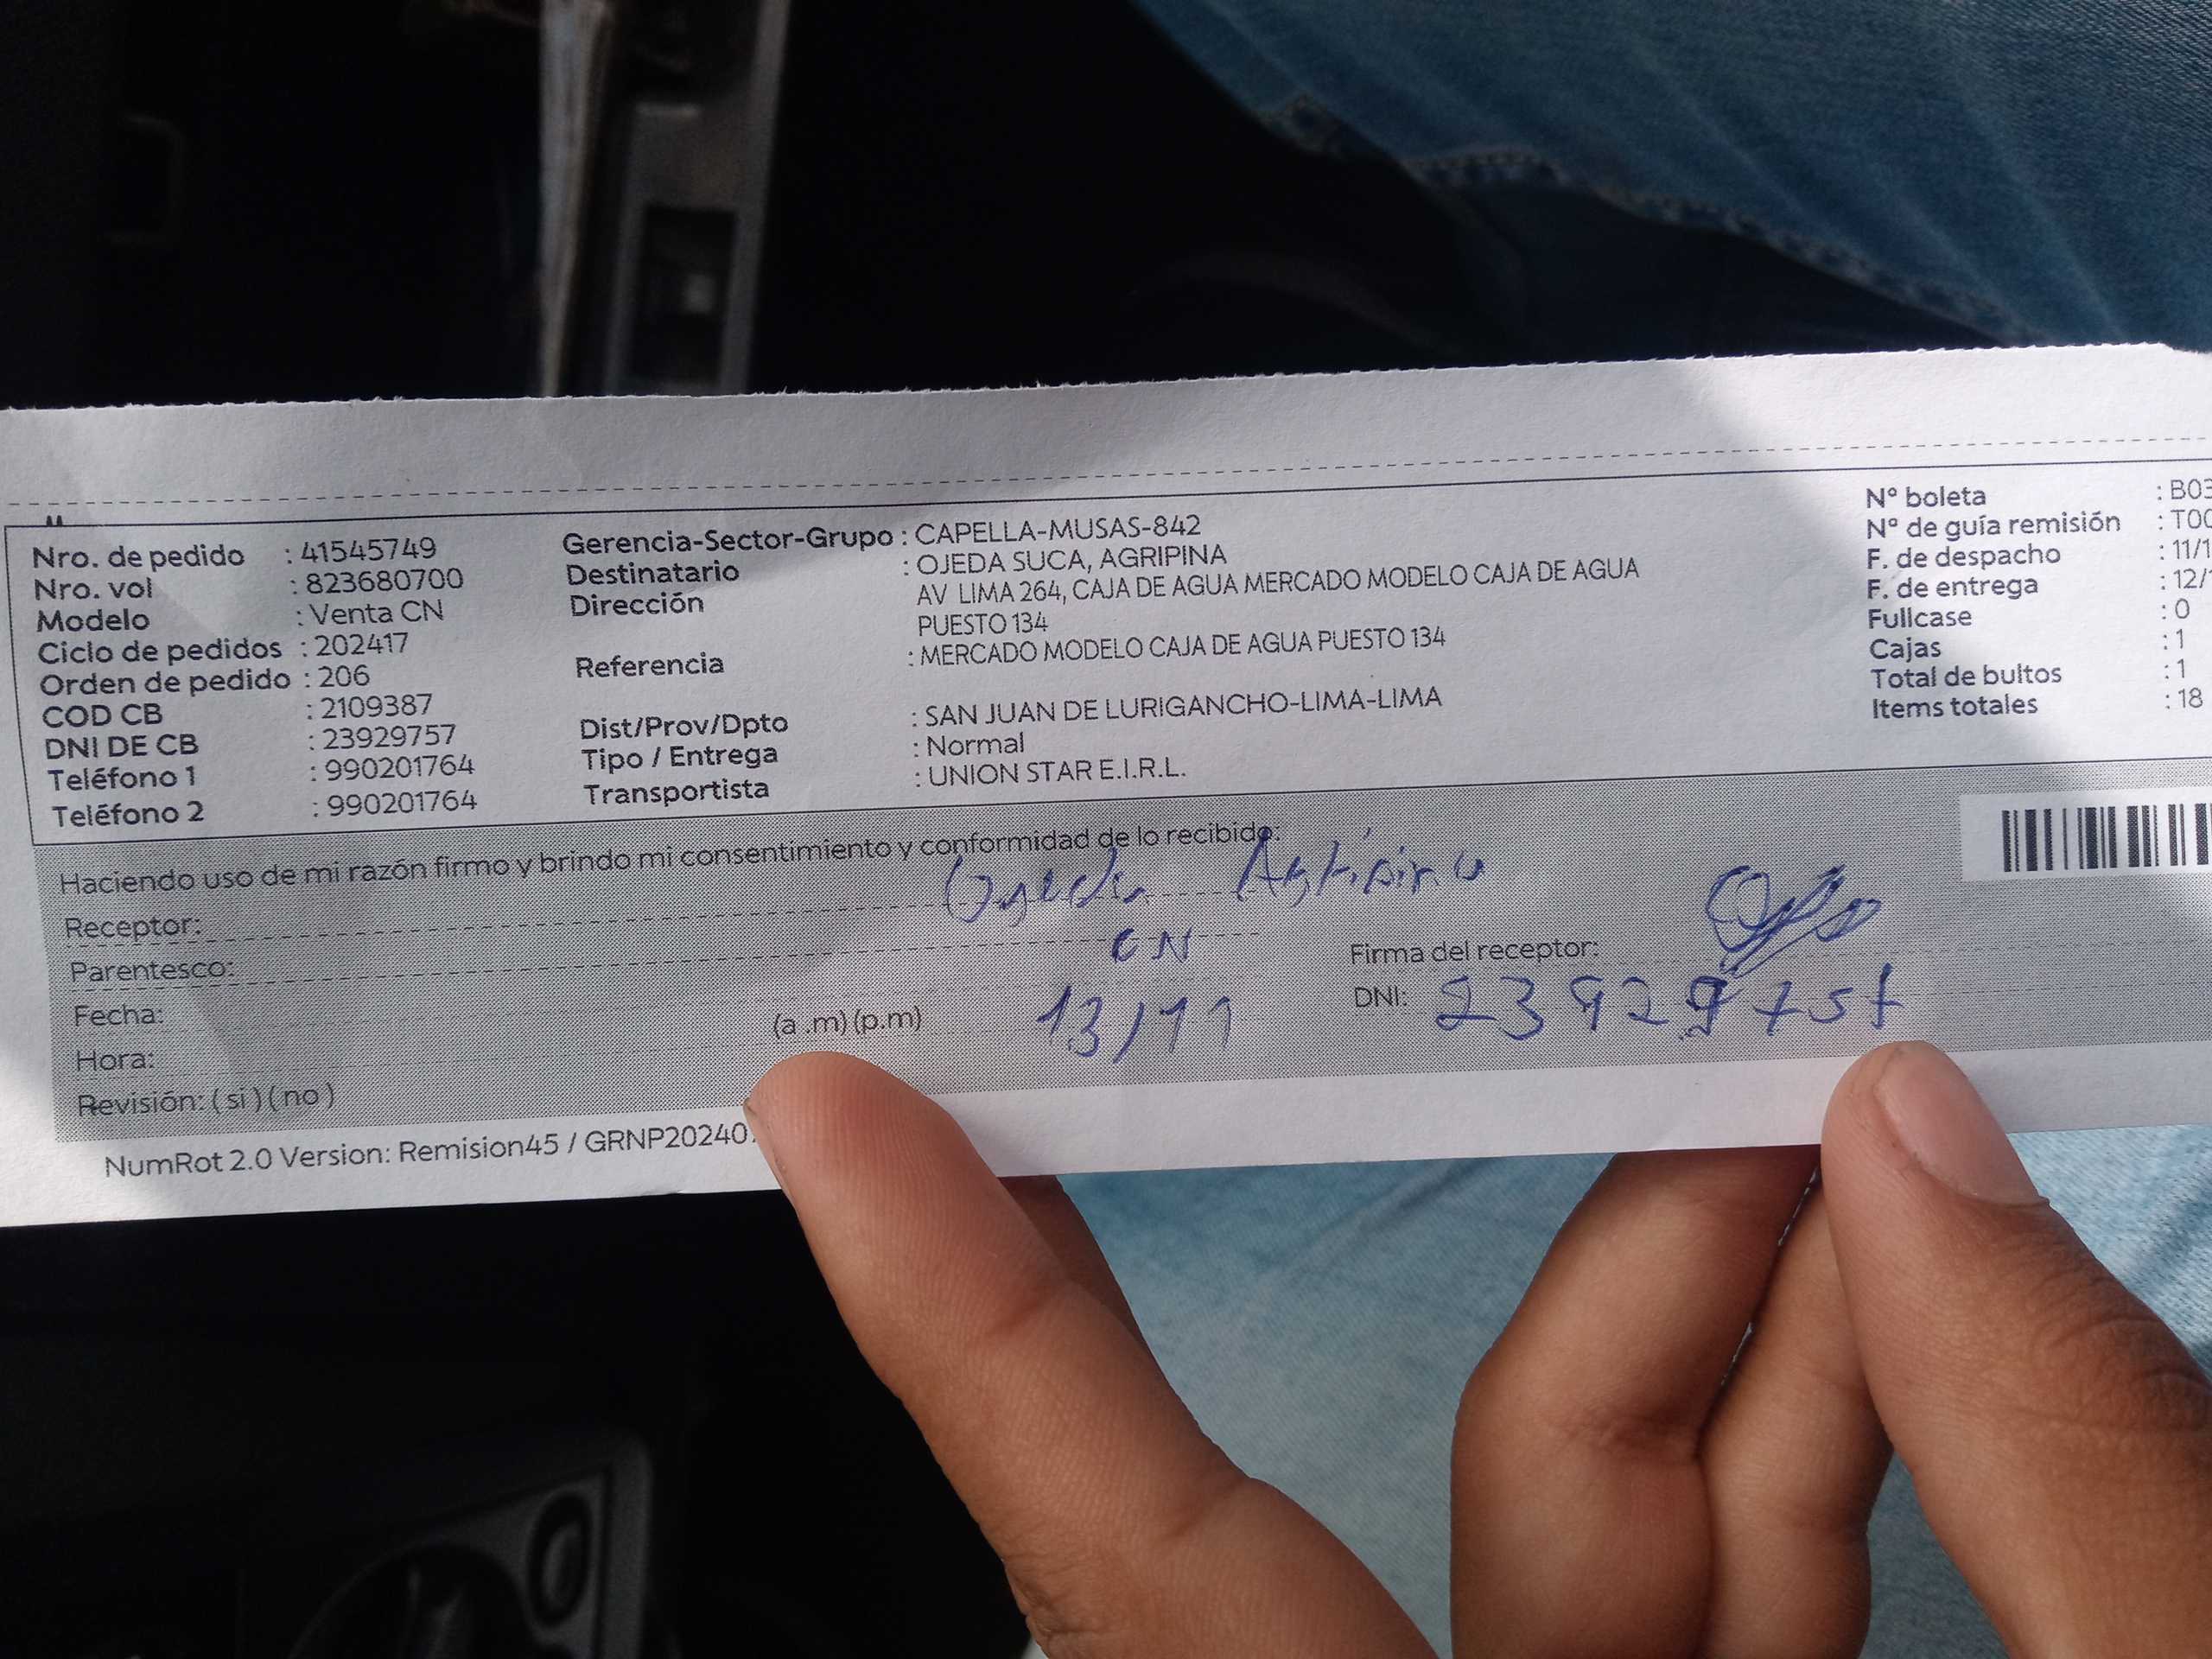 Nro. de pedido : 41545749
Nro. vol : 823680700
Modelo : Venta CN
Ciclo de pedidos : 202417
Orden de pedido : 206
COD CB : 2109387
DNI DE CB : 23929757
Teléfono 1 : 990201764
Teléfono 2 : 990201764
Gerencia-Sector-Grupo : CAPELLA-MUSAS-842
Destinatario : OJEDA SUCA, AGRIPINA
Dirección AV LIMA 264, CAJA DE AGUA MERCADO MODELO CAJA DE AGUA
PUESTO 134
Referencia : MERCADO MODELO CAJA DE AGUA PUESTO 134
Dist/Prov/Dpto : SAN JUAN DE LURIGANCHO-LIMA-LIMA
Tipo / Entrega : Normal
Transportista : UNION STAR E.I.R.L.
N° boleta : B03
N° de guía remisión : T00
F. de despacho : 11/1
F. de entrega : 12/
Fullcase : 0
Cajas : 1
Total de bultos : 1
Items totales : 18
Haciendo uso de mi razón firmo y brindo mi consentimiento y conformidad de lo recibido:
Receptor: Ojeda Agripina
Parentesco: CN
Fecha: 13/11
Hora: (a .m) (p.m)
Revisión: ( si ) ( no )
Firma del receptor:
DNI: 23929757
NumRot 2.0 Version: Remision45 / GRNP20240